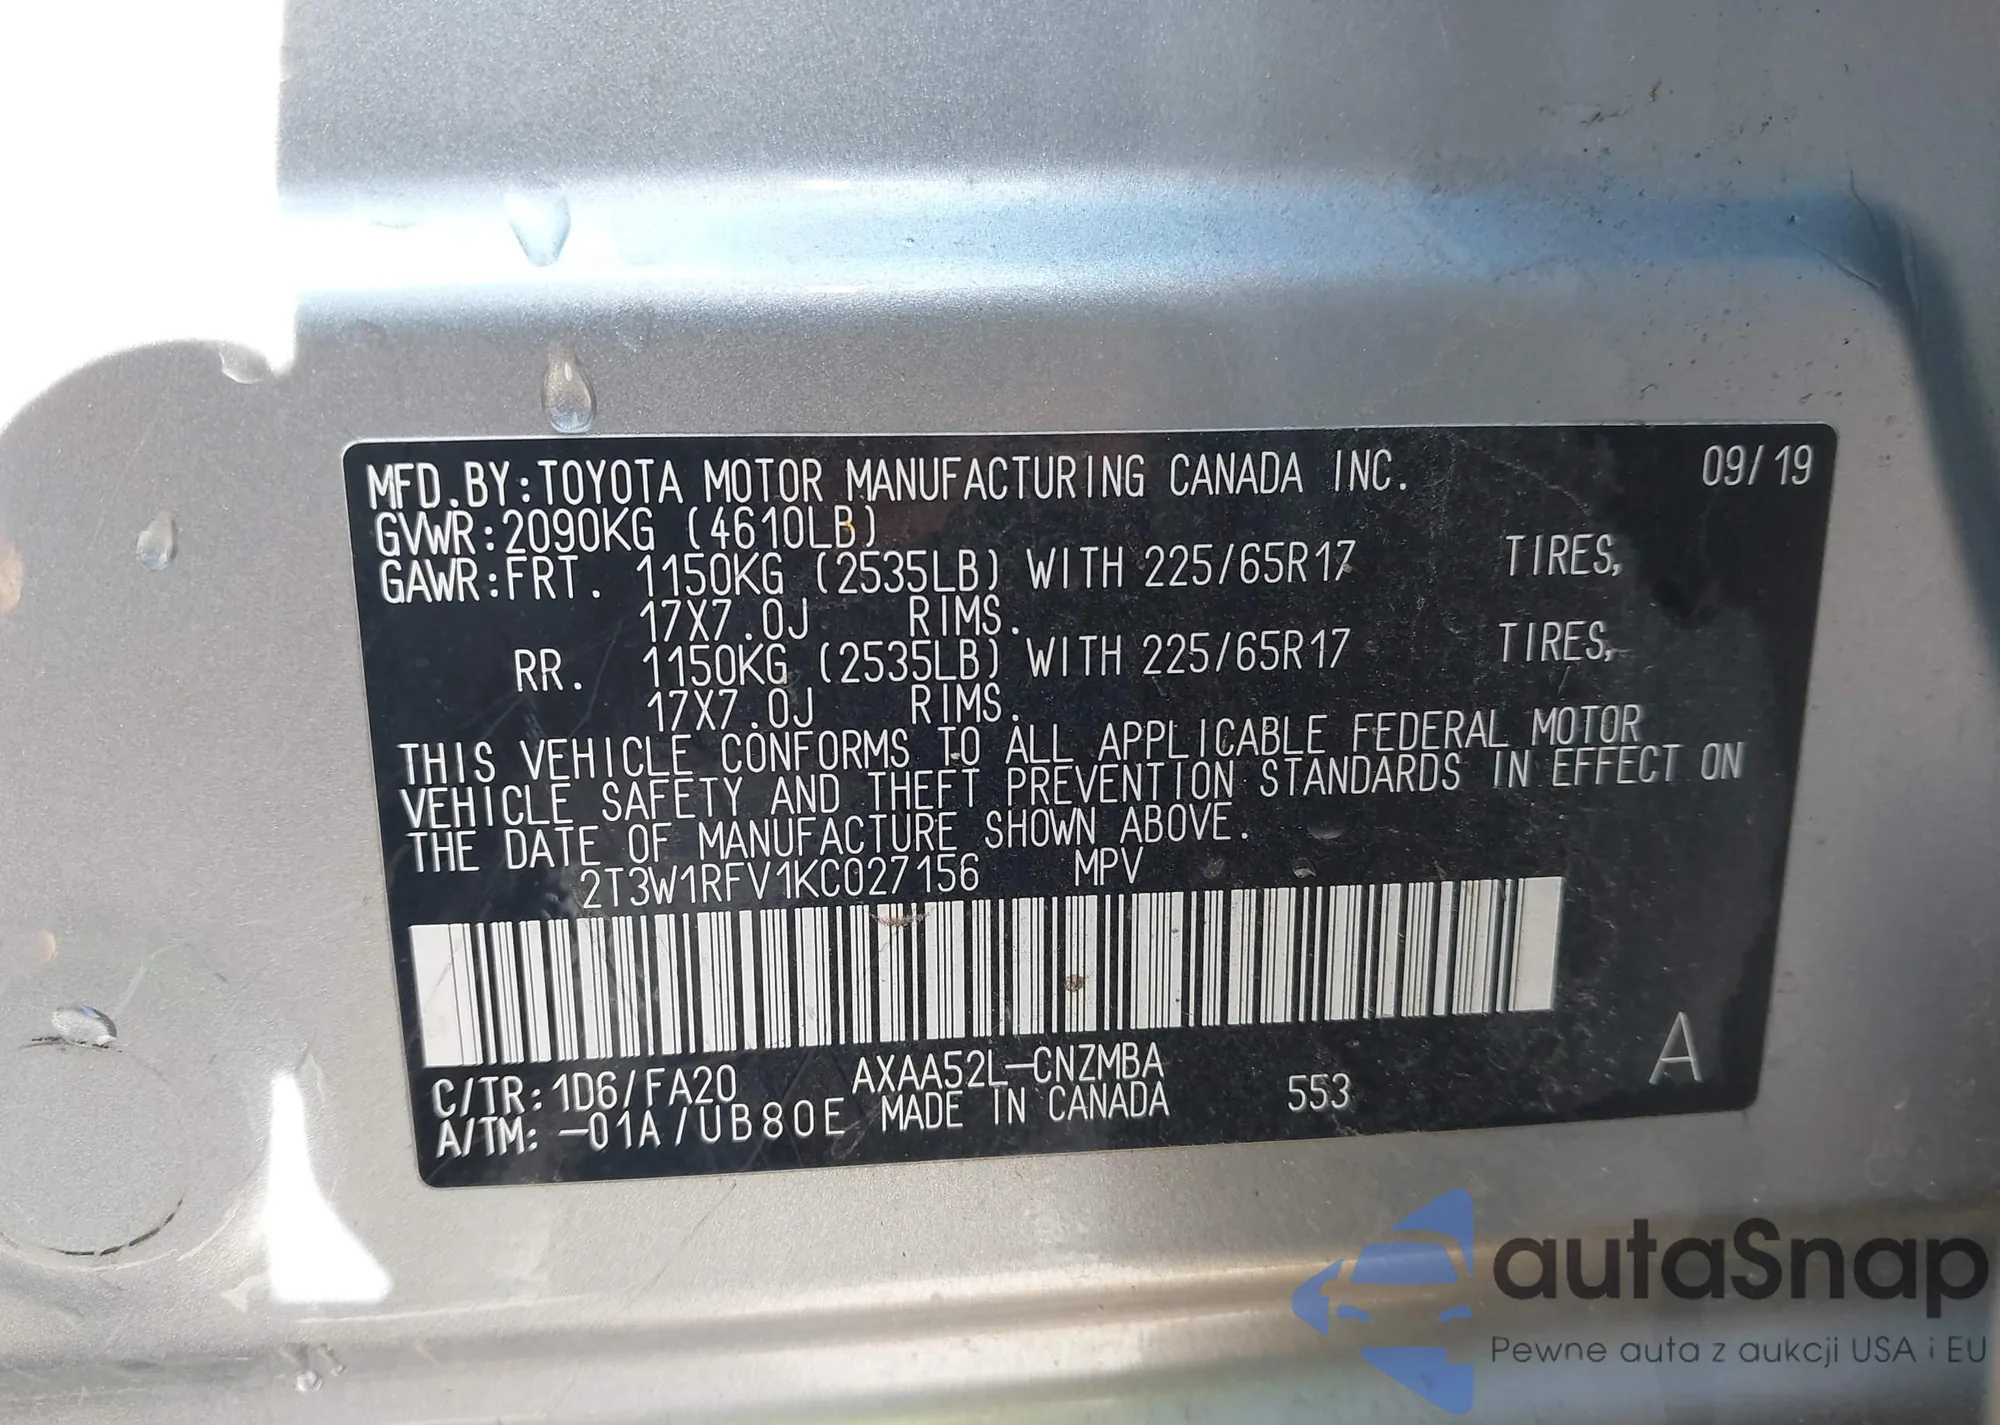 MFD.BY:TOYOTA MOTOR MANUFACTURING CANADA INC. 09/19
GVWR:2090KG (4610LB)
GAWR:FRT. 1150KG (2535LB) WITH 225/65R17 TIRES,
17X7.0J RIMS.
RR. 1150KG (2535LB) WITH 225/65R17 TIRES,
17X7.0J RIMS.
THIS VEHICLE CONFORMS TO ALL APPLICABLE FEDERAL MOTOR
VEHICLE SAFETY AND THEFT PREVENTION STANDARDS IN EFFECT ON
THE DATE OF MANUFACTURE SHOWN ABOVE.
2T3W1RFV1KC027156 MPV
C/TR:1D6/FA20 AXAA52L-CNZMBA
A/TM:-01A/UB80E MADE IN CANADA 553 A
autaSnap
Pewne auta z aukcji USA i EU